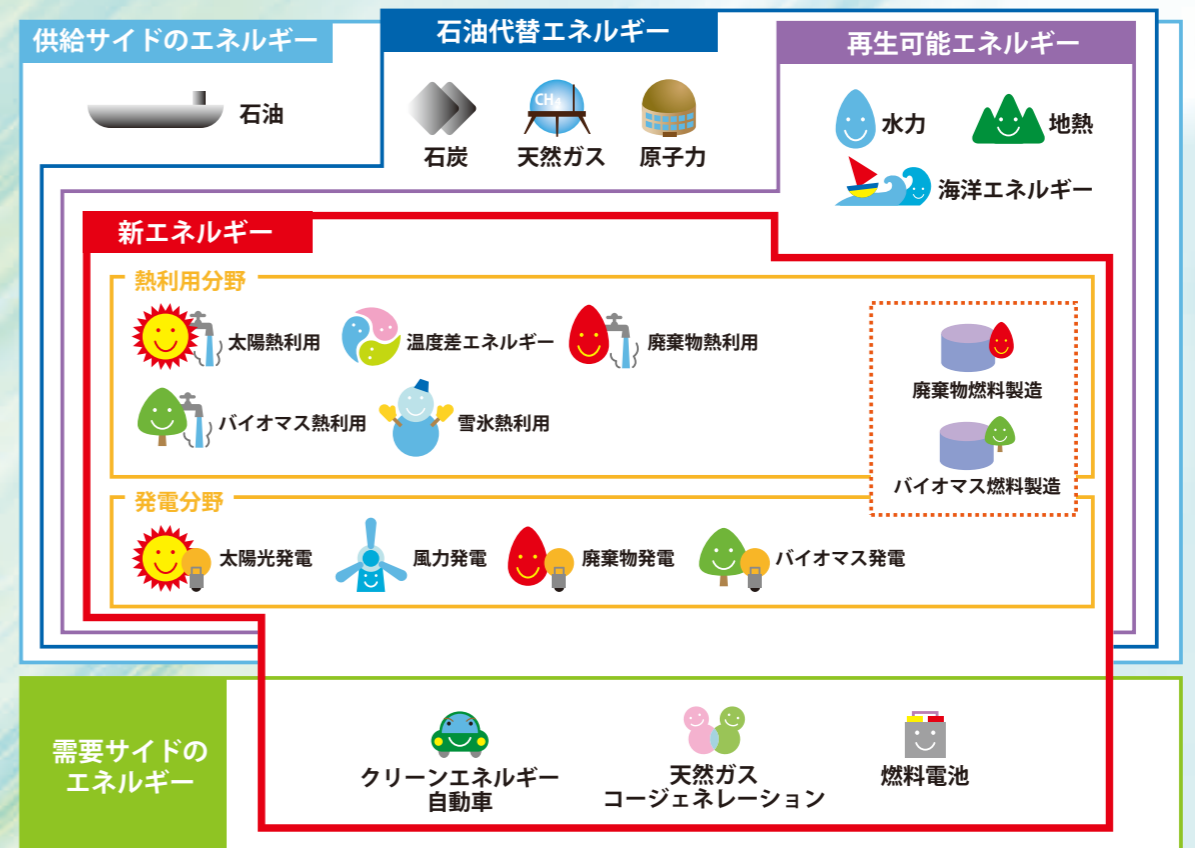 供給サイドのエネルギー
石油代替エネルギー
再生可能エネルギー
石油
石炭
CH4
天然ガス
原子力
水力
地熱
海洋エネルギー
新エネルギー
熱利用分野
太陽熱利用
温度差エネルギー
廃棄物熱利用
バイオマス熱利用
雪氷熱利用
廃棄物燃料製造
バイオマス燃料製造
発電分野
太陽光発電
風力発電
廃棄物発電
バイオマス発電
需要サイドの
エネルギー
クリーンエネルギー
自動車
天然ガス
コージェネレーション
燃料電池